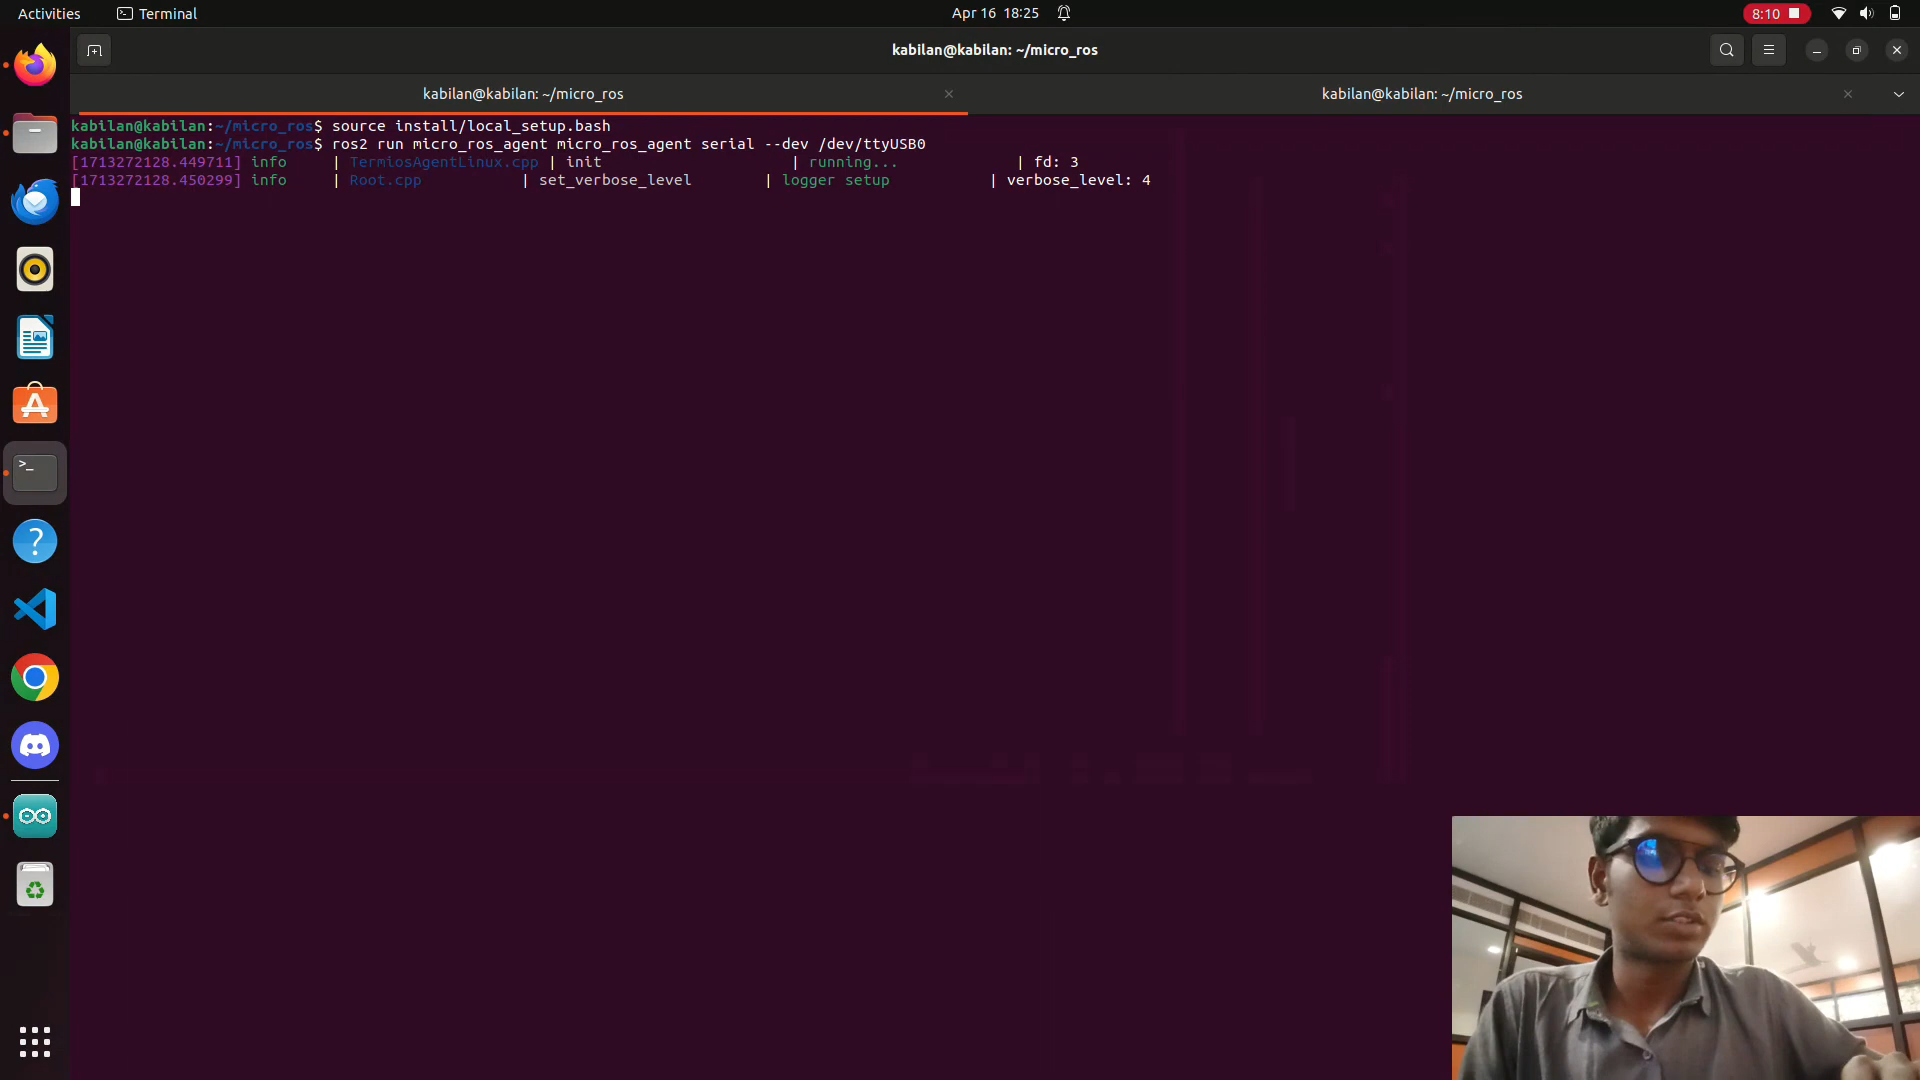 Activities
Terminal
Apr 16 18:25
8:10
kabilan@kabilan: ~/micro_ros
kabilan@kabilan: ~/micro_ros
kabilan@kabilan: ~/micro_ros
kabilan@kabilan:~/micro_ros$ source install/local_setup.bash
kabilan@kabilan:~/micro_ros$ ros2 run micro_ros_agent micro_ros_agent serial --dev /dev/ttyUSB0
[1713272128.449711] info | TermiosAgentLinux.cpp | init | running... | fd: 3
[1713272128.450299] info | Root.cpp | set_verbose_level | logger setup | verbose_level: 4